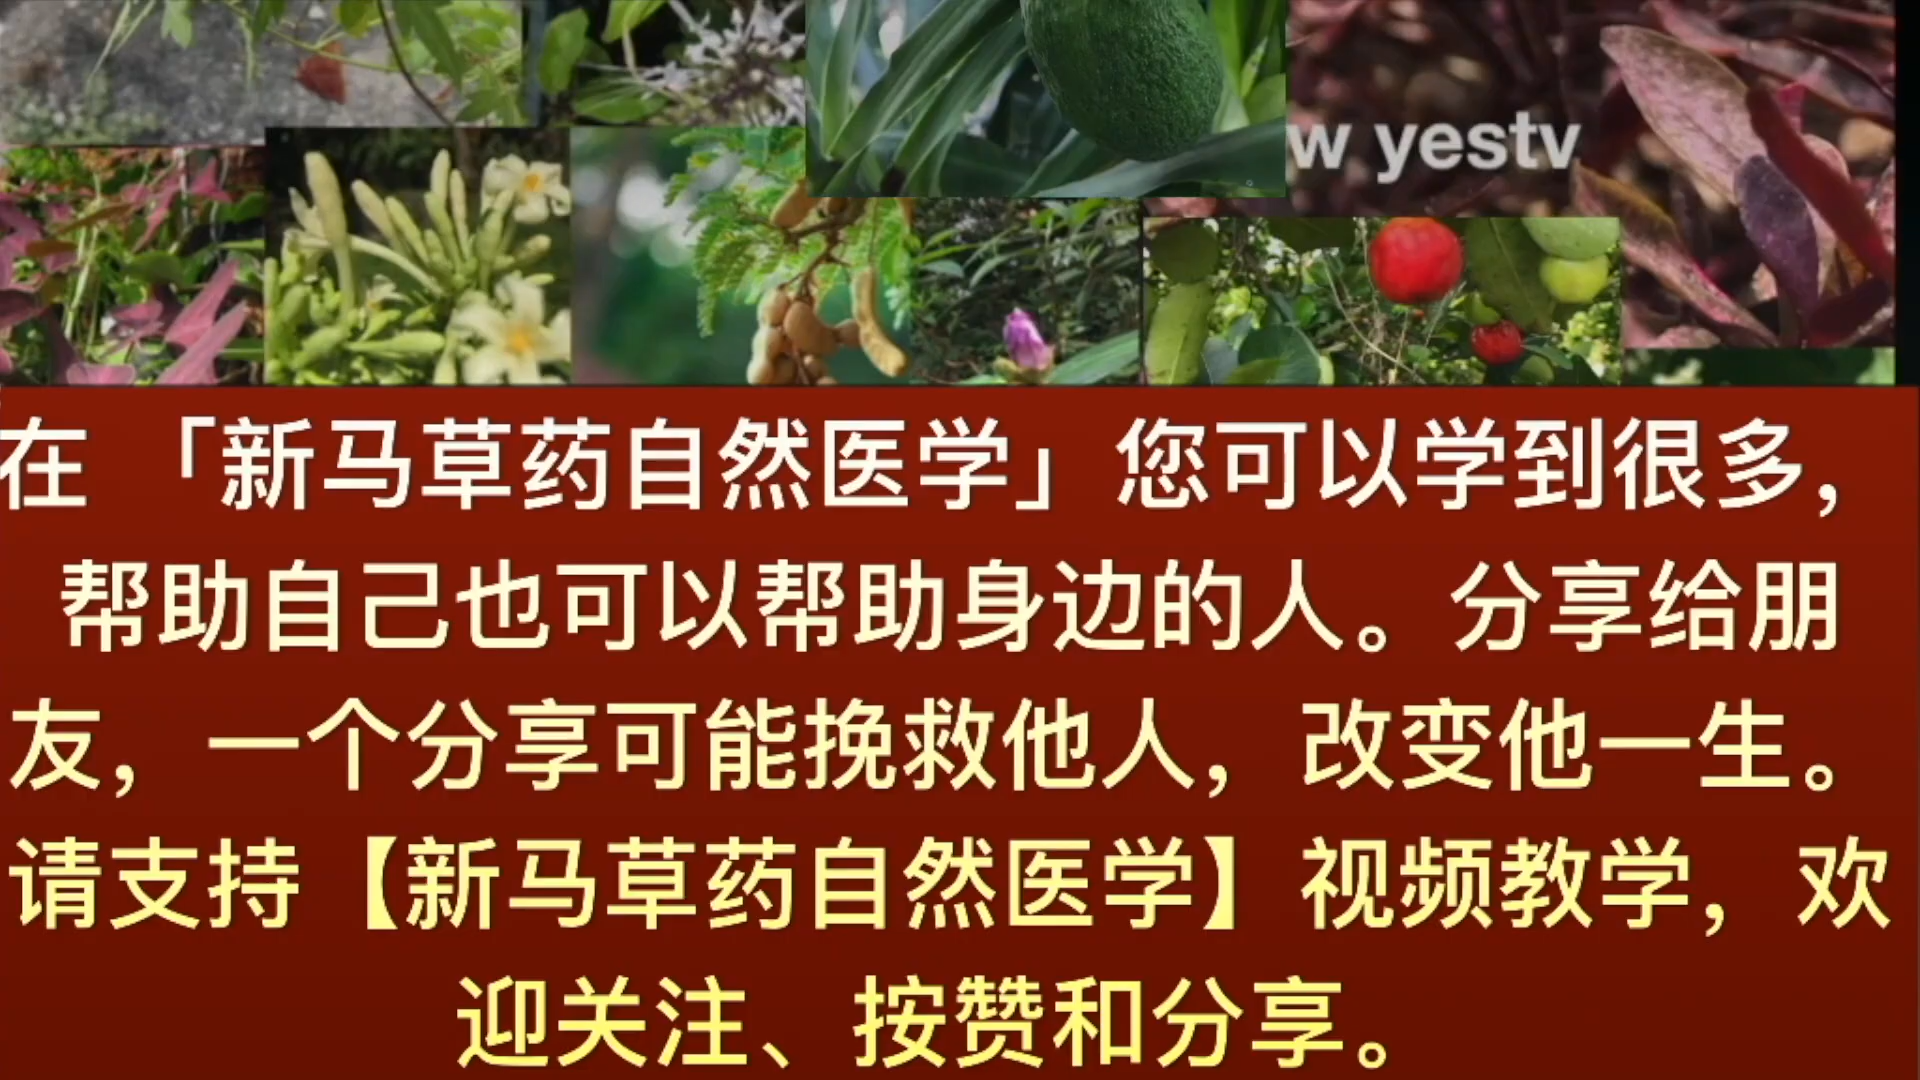 w yestv
在 「新马草药自然医学」您可以学到很多，
帮助自己也可以帮助身边的人。分享给朋
友，一个分享可能挽救他人，改变他一生。
请支持【新马草药自然医学】视频教学，欢
迎关注、按赞和分享。